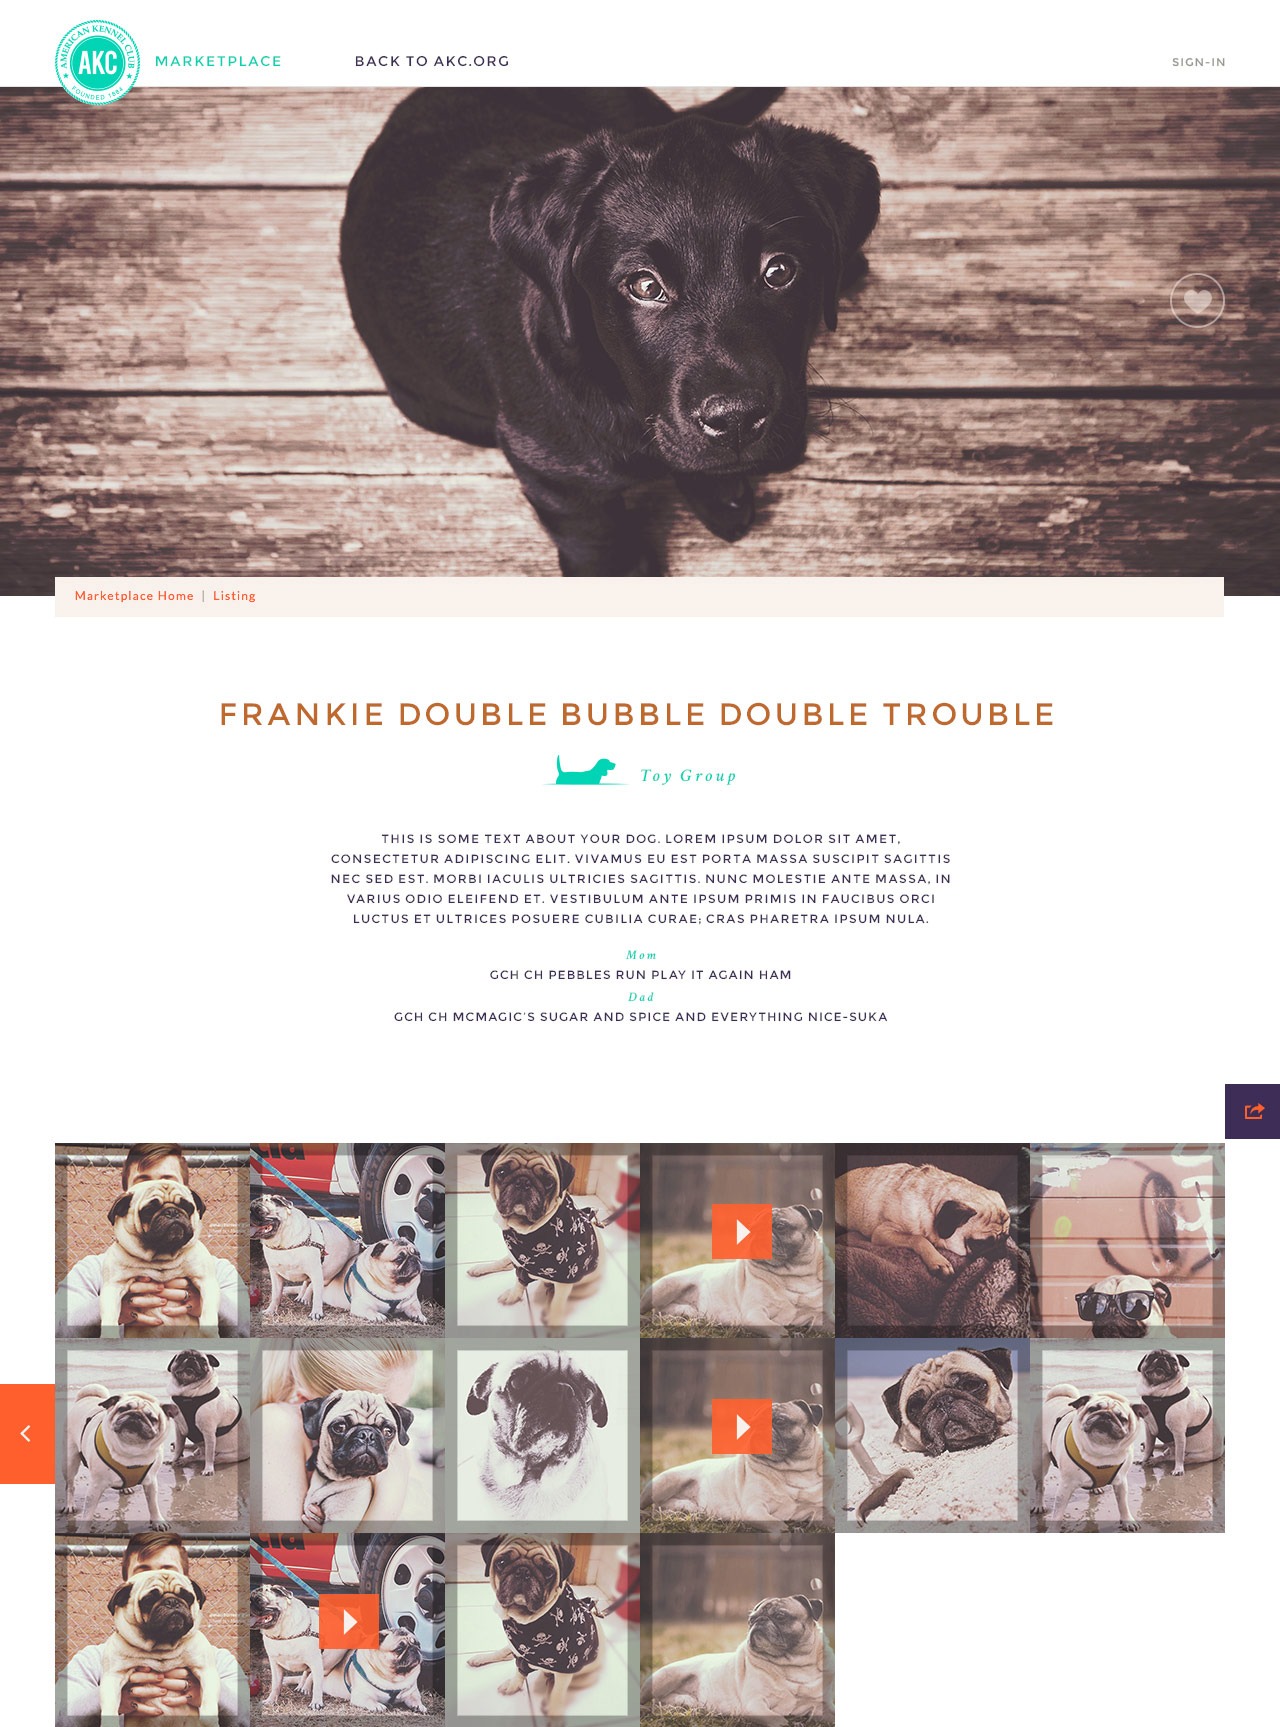 AMERICAN KENNEL CLUB
AKC
FOUNDED 1884
MARKETPLACE
BACK TO AKC.ORG
SIGN-IN
Marketplace Home | Listing
FRANKIE DOUBLE BUBBLE DOUBLE TROUBLE
Toy Group
THIS IS SOME TEXT ABOUT YOUR DOG. LOREM IPSUM DOLOR SIT AMET,
CONSECTETUR ADIPISCING ELIT. VIVAMUS EU EST PORTA MASSA SUSCIPIT SAGITTIS
NEC SED EST. MORBI IACULIS ULTRICIES SAGITTIS. NUNC MOLESTIE ANTE MASSA, IN
VARIUS ODIO ELEIFEND ET. VESTIBULUM ANTE IPSUM PRIMIS IN FAUCIBUS ORCI
LUCTUS ET ULTRICES POSUERE CUBILIA CURAE; CRAS PHARETRA IPSUM NULA.
Mom
GCH CH PEBBLES RUN PLAY IT AGAIN HAM
Dad
GCH CH MCMAGIC'S SUGAR AND SPICE AND EVERYTHING NICE-SUKA